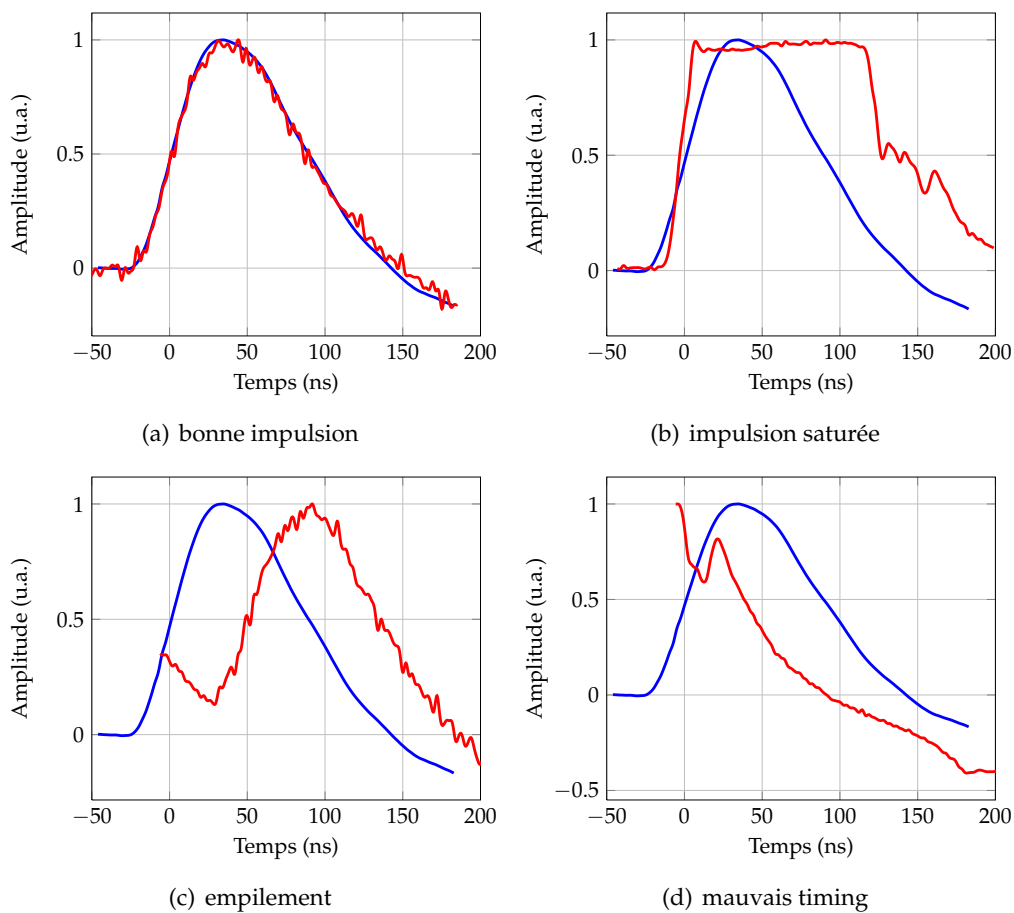 1
0.5
0
Amplitude (u.a.)
−50 0 50 100 150 200
Temps (ns)
(a) bonne impulsion
1
0.5
0
Amplitude (u.a.)
−50 0 50 100 150 200
Temps (ns)
(b) impulsion saturée
1
0.5
0
Amplitude (u.a.)
−50 0 50 100 150 200
Temps (ns)
(c) empilement
1
0.5
0
−0.5
Amplitude (u.a.)
−50 0 50 100 150 200
Temps (ns)
(d) mauvais timing